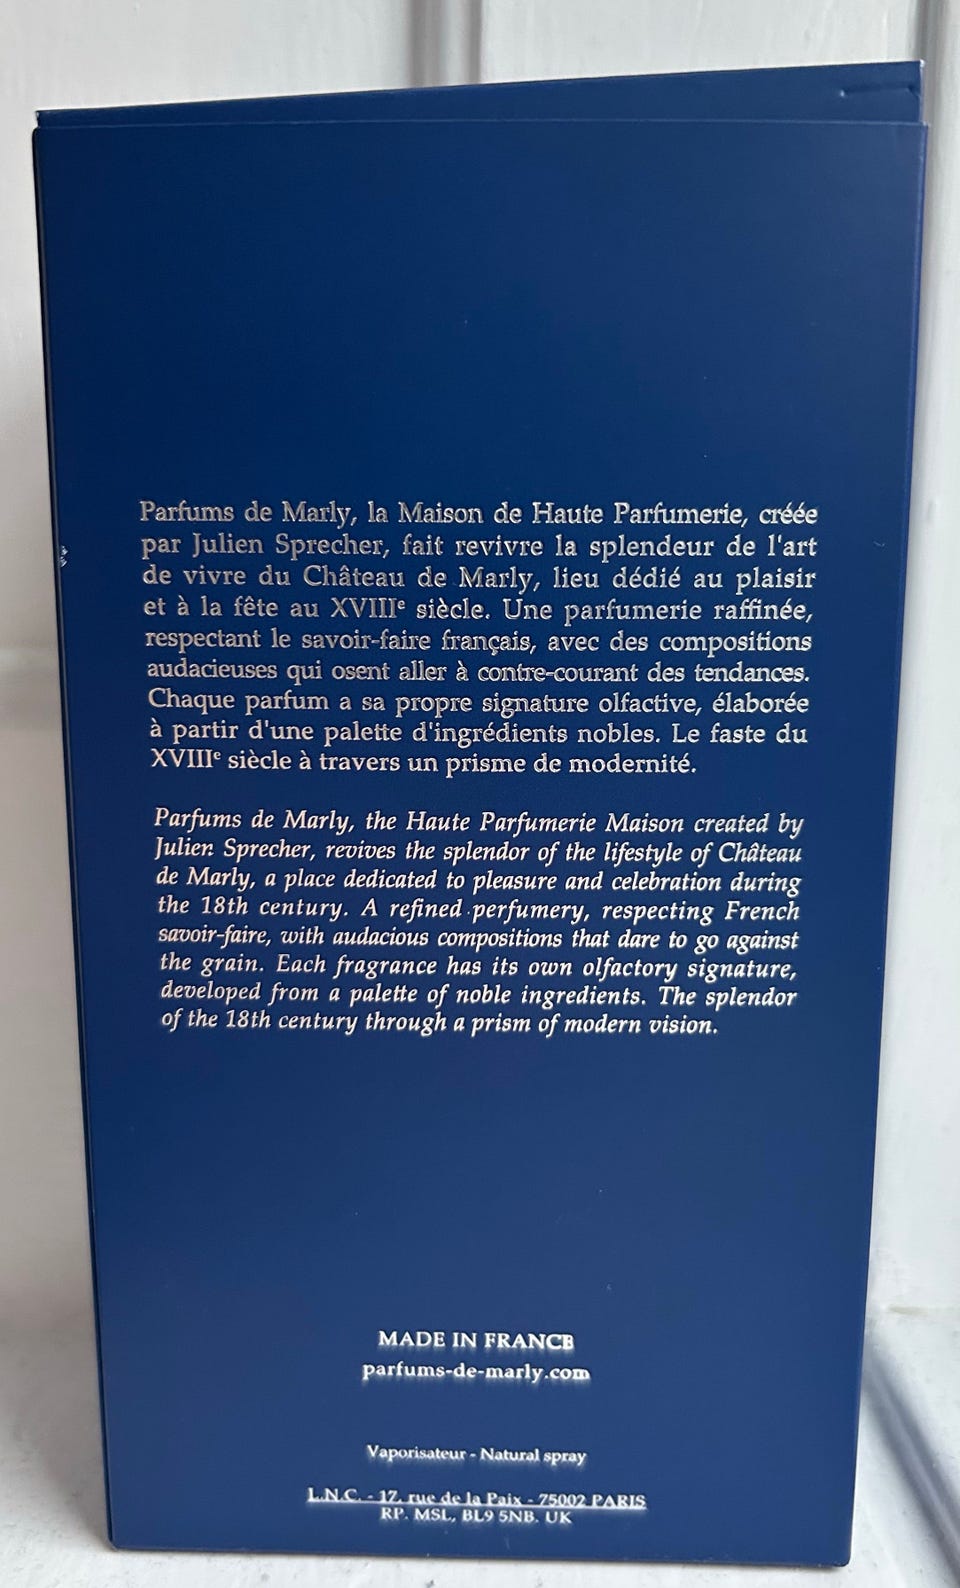 Parfums de Marly, la Maison de Haute Parfumerie, créée
par Julien Sprecher, fait revivre la splendeur de l'art
de vivre du Château de Marly, lieu dédié au plaisir
et à la fête au XVIIIe siècle. Une parfumerie raffinée,
respectant le savoir-faire français, avec des compositions
audacieuses qui osent aller à contre-courant des tendances.
Chaque parfum a sa propre signature olfactive, élaborée
à partir d'une palette d'ingrédients nobles. Le faste du
XVIIIe siècle à travers un prisme de modernité.
Parfums de Marly, the Haute Parfumerie Maison created by
Julien Sprecher, revives the splendor of the lifestyle of Château
de Marly, a place dedicated to pleasure and celebration during
the 18th century. A refined perfumery, respecting French
savoir-faire, with audacious compositions that dare to go against
the grain. Each fragrance has its own olfactory signature,
developed from a palette of noble ingredients. The splendor
of the 18th century through a prism of modern vision.
MADE IN FRANCE
parfums-de-marly.com
Vaporisateur - Natural spray
L.N.C. - 17, rue de la Paix - 75002 PARIS
RP. MSL, BL9 5NB. UK